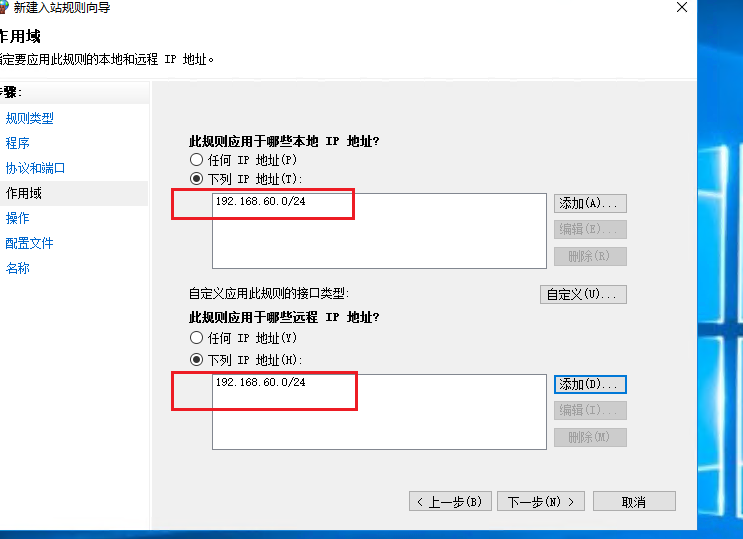 新建入站规则向导
作用域
指定要应用此规则的本地和远程 IP 地址。
步骤:
规则类型
程序
协议和端口
作用域
操作
配置文件
名称
此规则应用于哪些本地 IP 地址?
任何 IP 地址(P)
下列 IP 地址(T):
192.168.60.0/24
添加(A)...
编辑(E)...
删除(R)
自定义应用此规则的接口类型:
自定义(U)...
此规则应用于哪些远程 IP 地址?
任何 IP 地址(Y)
下列 IP 地址(H):
192.168.60.0/24
添加(D)...
编辑(I)...
删除(M)
< 上一步(B)
下一步(N) >
取消